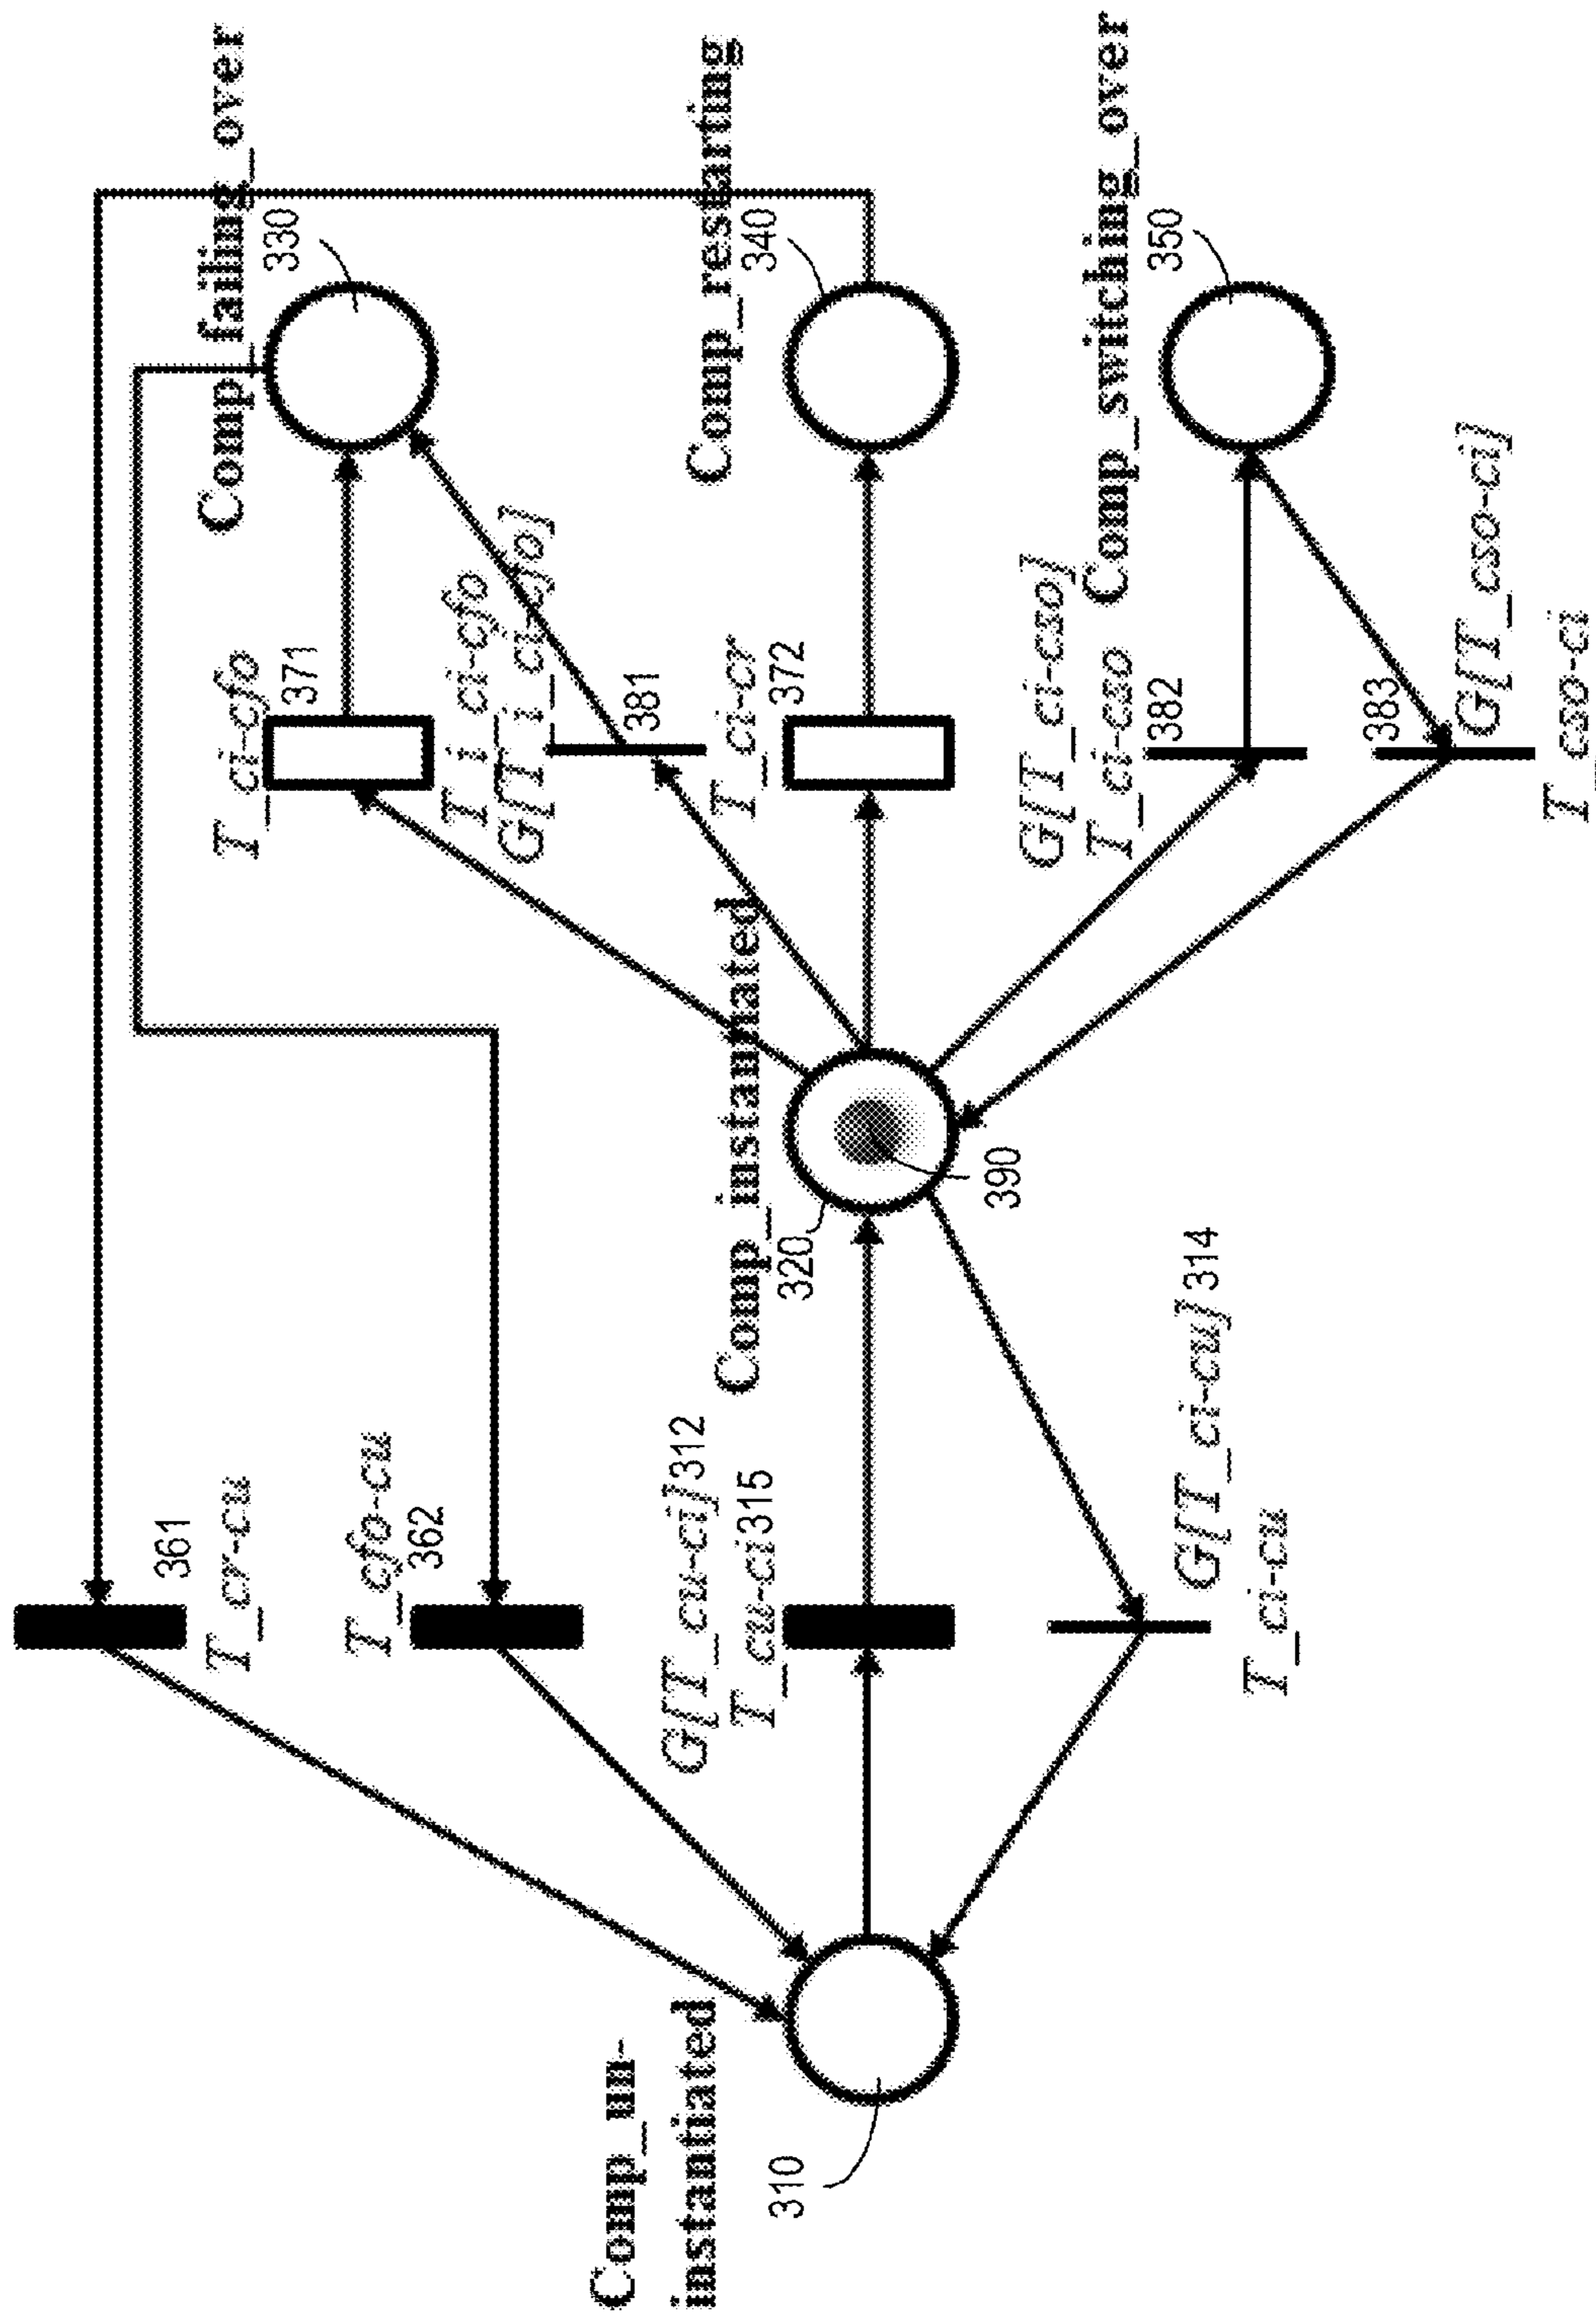 361
T_cr-cu
T_cfo-cu
362
Comp_failing_over
330
T_ci-cfo
371
T_i_ci-cfo
G[T_i_ci-cfo]
381
Comp_un-
instantiated
310
G[T_cu-ci] 312
T_cu-ci 315
Comp_instantiated
320
390
T_ci-cr
372
Comp_restarting
340
G[T_ci-cu] 314
T_ci-cu
G[T_ci-cso]
T_ci-cso
382
Comp_switching_over
350
383
G[T_cso-ci]
T_cso-ci